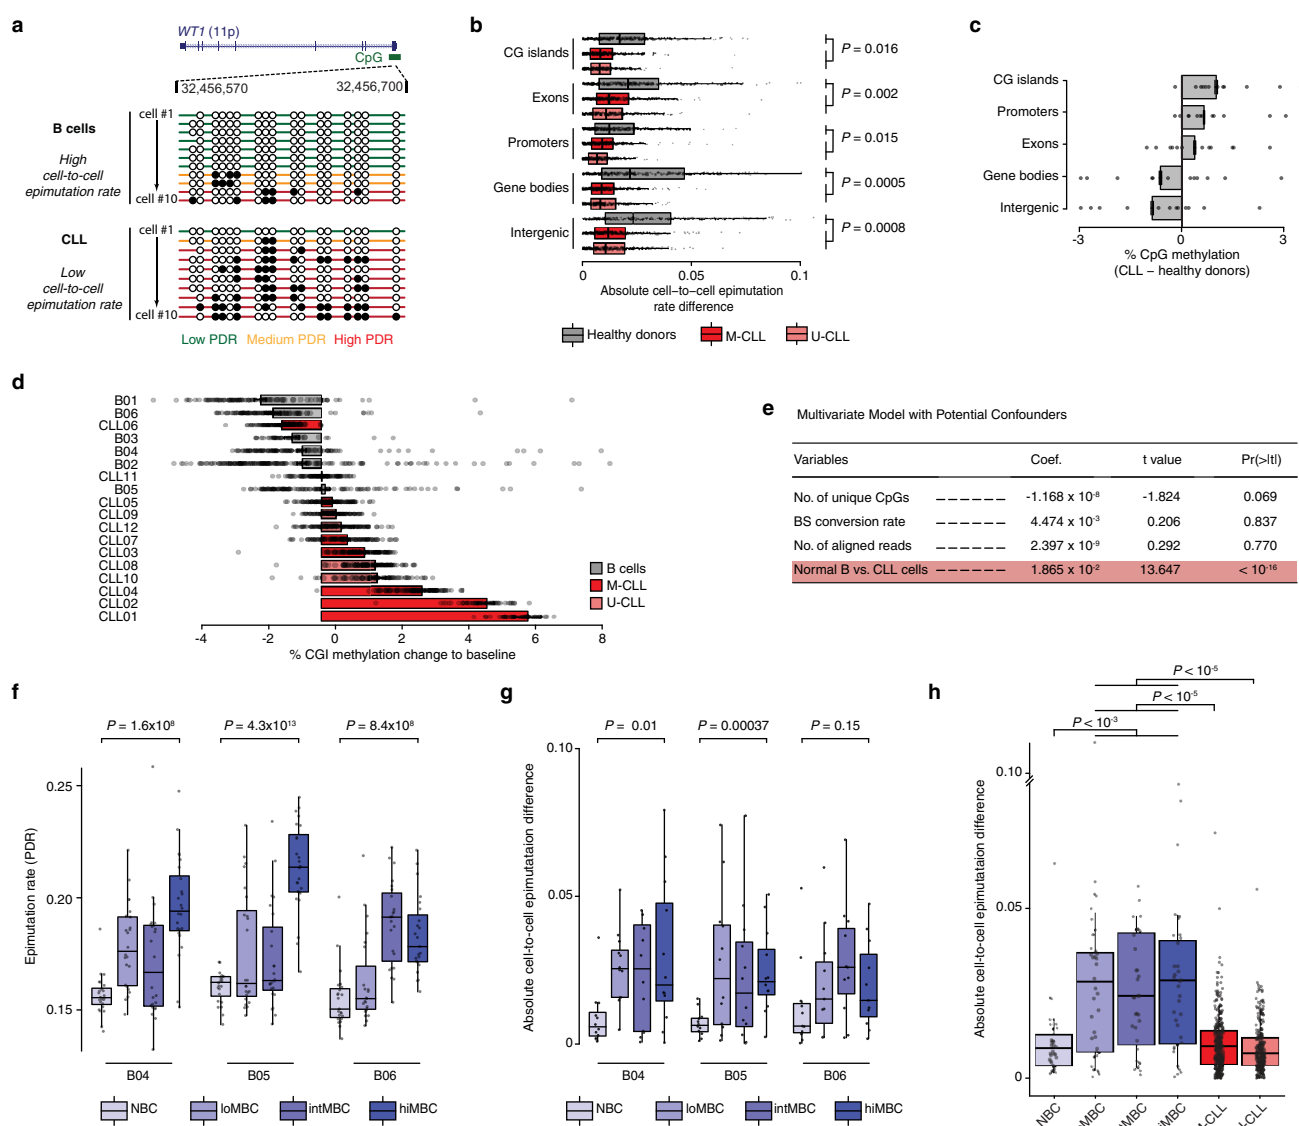 a
WT1 (11p)
CpG
32,456,570
32,456,700
B cells
High
cell-to-cell
epimutation rate
cell #1
cell #10
CLL
Low
cell-to-cell
epimutation rate
cell #1
cell #10
Low PDR Medium PDR High PDR
b
CG islands
Exons
Promoters
Gene bodies
Intergenic
P = 0.016
P = 0.002
P = 0.015
P = 0.0005
P = 0.0008
0 0.05 0.1
Absolute cell–to–cell epimutation
rate difference
Healthy donors M-CLL U-CLL
c
CG islands
Promoters
Exons
Gene bodies
Intergenic
-3 0 3
% CpG methylation
(CLL – healthy donors)
d
B01
B06
CLL06
B03
B04
B02
CLL11
B05
CLL05
CLL09
CLL12
CLL07
CLL03
CLL08
CLL10
CLL04
CLL02
CLL01
B cells
M-CLL
U-CLL
-4 -2 0 2 4 6 8
% CGI methylation change to baseline
e
Multivariate Model with Potential Confounders
Variables Coef. t value Pr(>ltl)
No. of unique CpGs -1.168 x 10⁻⁸ -1.824 0.069
BS conversion rate 4.474 x 10⁻³ 0.206 0.837
No. of aligned reads 2.397 x 10⁻⁹ 0.292 0.770
Normal B vs. CLL cells 1.865 x 10⁻² 13.647 < 10⁻¹⁶
f
P = 1.6x10⁸ P = 4.3x10¹³ P = 8.4x10⁸
Epimutation rate (PDR)
0.25
0.20
0.15
B04 B05 B06
NBC loMBC intMBC hiMBC
g
P = 0.01 P = 0.00037 P = 0.15
Absolute cell-to-cell epimutataion difference
0.10
0.05
0
B04 B05 B06
NBC loMBC intMBC hiMBC
h
P < 10⁻⁵
P < 10⁻⁵
P < 10⁻³
Absolute cell-to-cell epimutataion difference
0.10
0.05
0
NBC